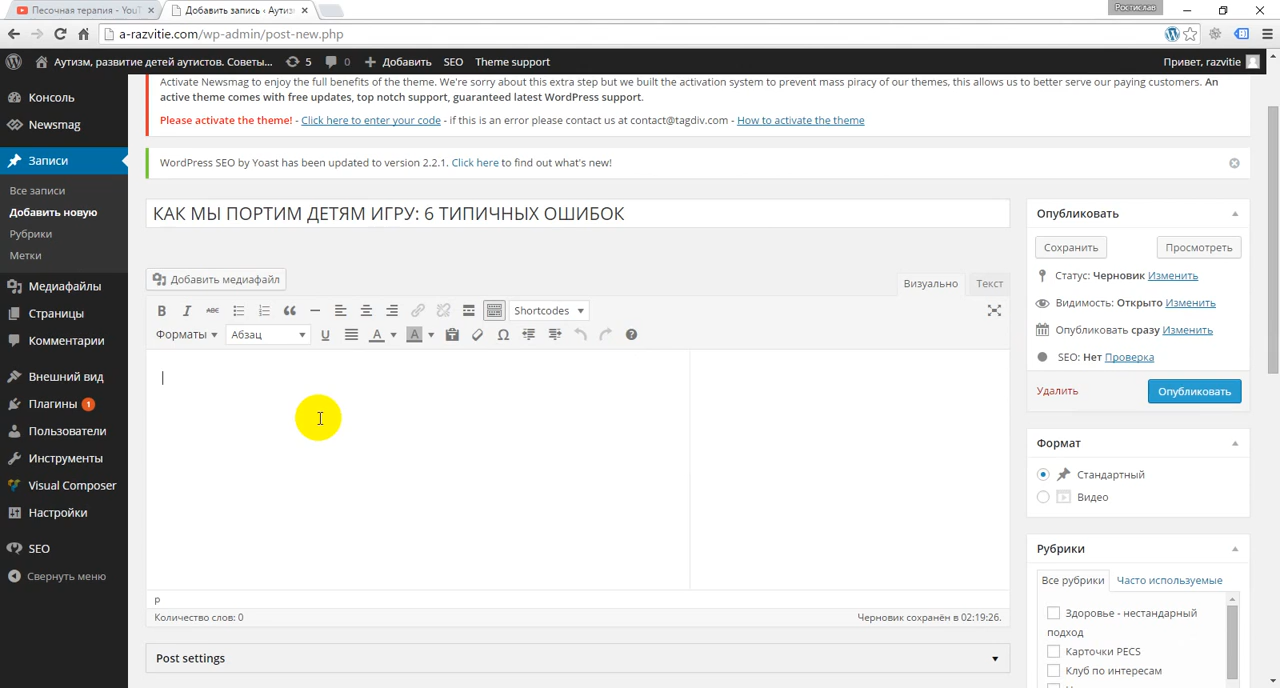 Песочная терапия - YouT
Добавить запись ‹ Аутизм
Ростислав
a-razvitie.com/wp-admin/post-new.php
Аутизм, развитие детей аутистов. Советы... 5 0 Добавить SEO Theme support Привет, razvitie
Консоль
Newsmag
Записи
Все записи
Добавить новую
Рубрики
Метки
Медиафайлы
Страницы
Комментарии
Внешний вид
Плагины 1
Пользователи
Инструменты
Visual Composer
Настройки
SEO
Свернуть меню
Activate Newsmag to enjoy the full benefits of the theme. We're sorry about this extra step but we built the activation system to prevent mass piracy of our themes, this allows us to better serve our paying customers. An
active theme comes with free updates, top notch support, guaranteed latest WordPress support.
Please activate the theme! - Click here to enter your code - if this is an error please contact us at contact@tagdiv.com - How to activate the theme
WordPress SEO by Yoast has been updated to version 2.2.1. Click here to find out what's new!
КАК МЫ ПОРТИМ ДЕТЯМ ИГРУ: 6 ТИПИЧНЫХ ОШИБОК
Добавить медиафайл
Визуально Текст
B I ABC Shortcodes
Форматы Абзац U A A
p
Количество слов: 0 Черновик сохранён в 02:19:26.
Post settings
Опубликовать
Сохранить Просмотреть
Статус: Черновик Изменить
Видимость: Открыто Изменить
Опубликовать сразу Изменить
SEO: Нет Проверка
Удалить Опубликовать
Формат
Стандартный
Видео
Рубрики
Все рубрики Часто используемые
Здоровье - нестандарный
подход
Карточки PECS
Клуб по интересам